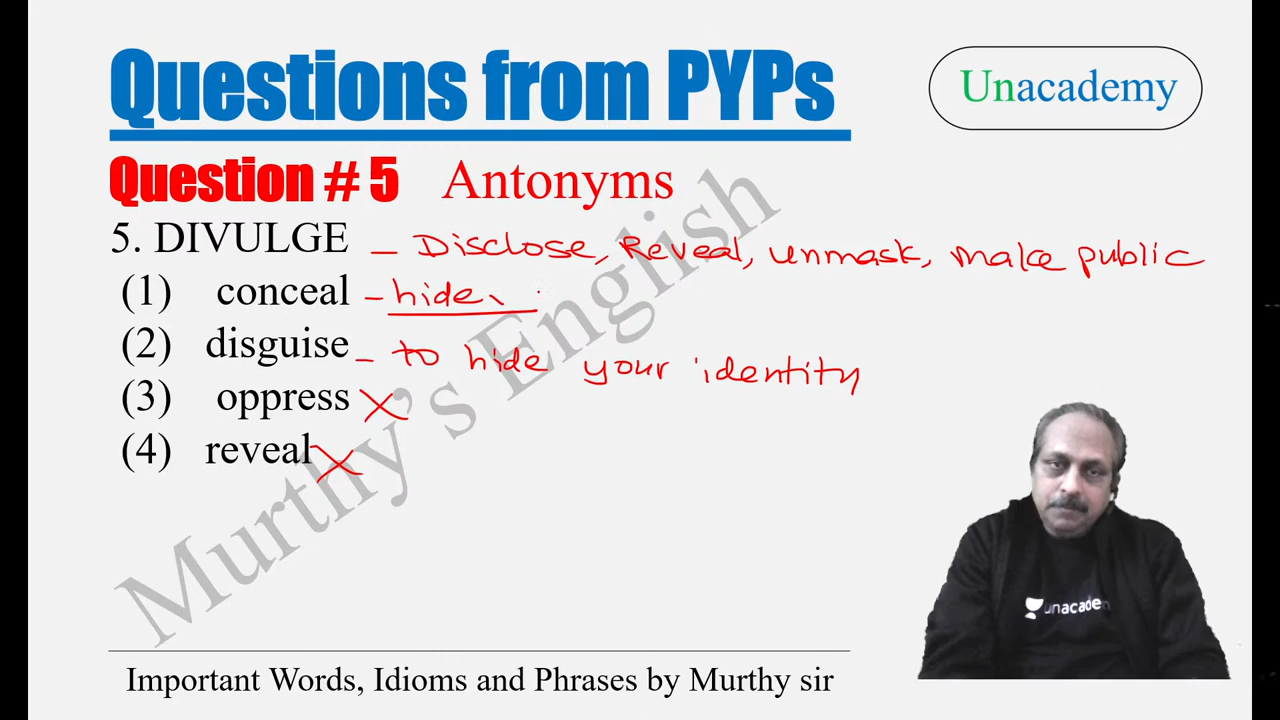 Questions from PYPs
Unacademy
Question # 5 Antonyms
5. DIVULGE – Disclose, Reveal, unmask, make public
(1) conceal – hide,
(2) disguise – to hide your identity
(3) oppress X
(4) reveal X
Murthy's English
unacademy
Important Words, Idioms and Phrases by Murthy sir